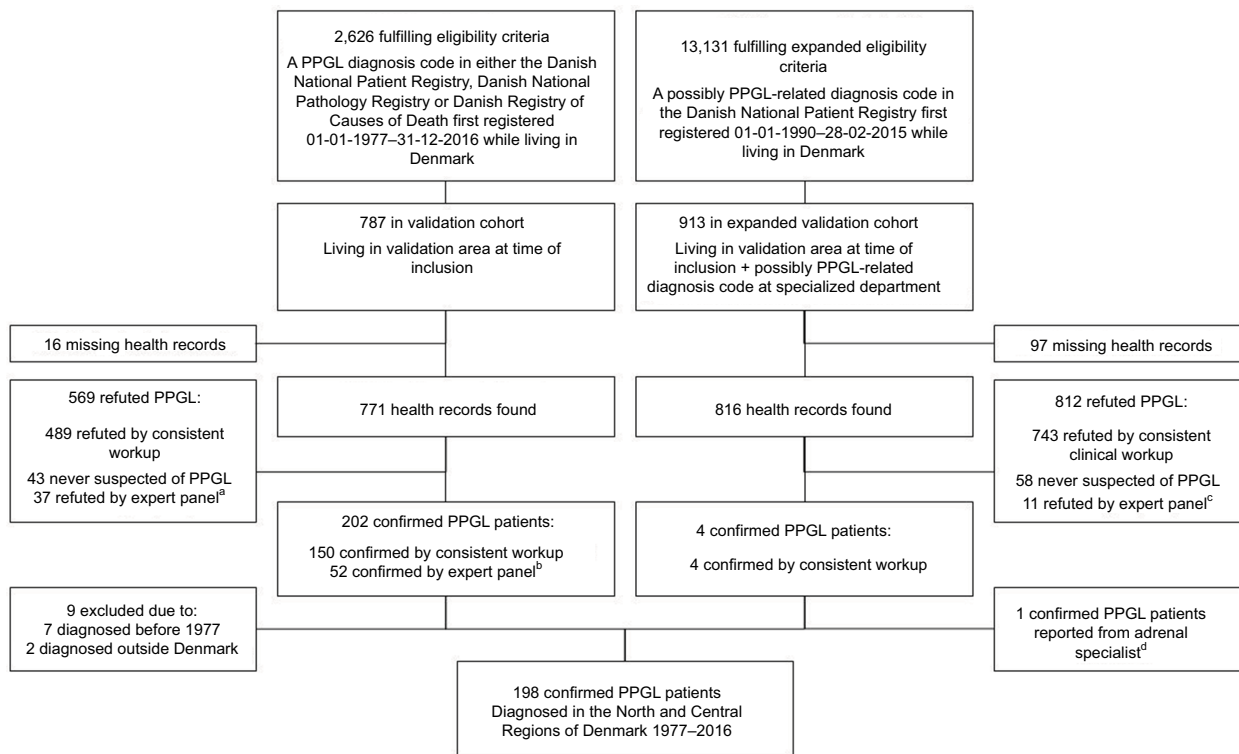 2,626 fulfilling eligibility criteria
A PPGL diagnosis code in either the Danish
National Patient Registry, Danish National
Pathology Registry or Danish Registry of
Causes of Death first registered
01-01-1977–31-12-2016 while living in
Denmark
13,131 fulfilling expanded eligibility
criteria
A possibly PPGL-related diagnosis code in
the Danish National Patient Registry first
registered 01-01-1990–28-02-2015 while
living in Denmark
787 in validation cohort
Living in validation area at time of
inclusion
913 in expanded validation cohort
Living in validation area at time of
inclusion + possibly PPGL-related
diagnosis code at specialized department
16 missing health records
97 missing health records
569 refuted PPGL:
489 refuted by consistent
workup
43 never suspected of PPGL
37 refuted by expert panelᵃ
771 health records found
816 health records found
812 refuted PPGL:
743 refuted by consistent
clinical workup
58 never suspected of PPGL
11 refuted by expert panelᶜ
202 confirmed PPGL patients:
150 confirmed by consistent workup
52 confirmed by expert panelᵇ
4 confirmed PPGL patients:
4 confirmed by consistent workup
9 excluded due to:
7 diagnosed before 1977
2 diagnosed outside Denmark
1 confirmed PPGL patients
reported from adrenal
specialistᵈ
198 confirmed PPGL patients
Diagnosed in the North and Central
Regions of Denmark 1977–2016